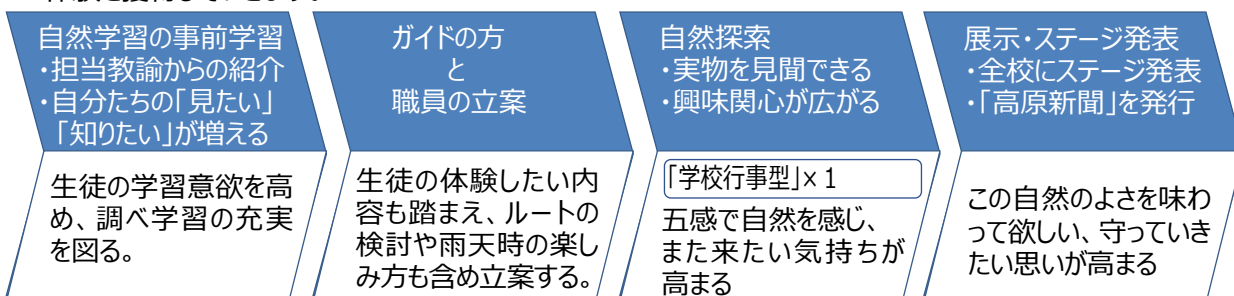 自然学習の事前学習
・担当教諭からの紹介
・自分たちの「見たい」
「知りたい」が増える
生徒の学習意欲を高
め、調べ学習の充実
を図る。
ガイドの方
と
職員の立案
生徒の体験したい内
容も踏まえ、ルートの
検討や雨天時の楽し
み方も含め立案する。
自然探索
・実物を見聞できる
・興味関心が広がる
「学校行事型」×1
五感で自然を感じ、
また来たい気持ちが
高まる
展示・ステージ発表
・全校にステージ発表
・「高原新聞」を発行
この自然のよさを味わ
って欲しい、守っていき
たい思いが高まる